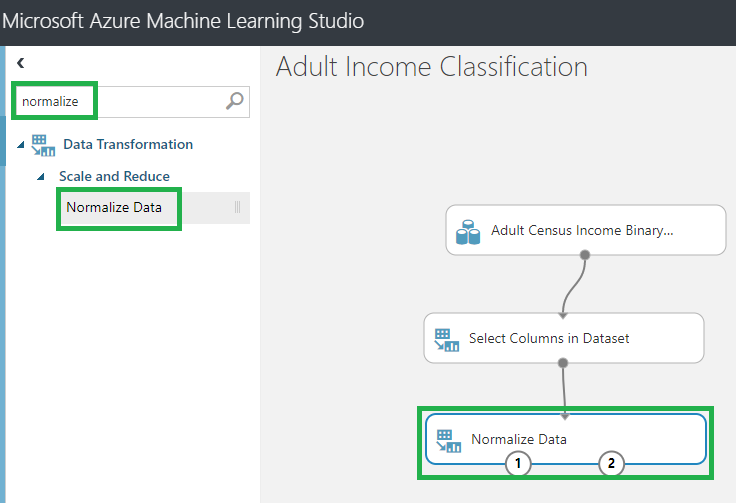 Microsoft Azure Machine Learning Studio
Adult Income Classification
normalize
Data Transformation
Scale and Reduce
Normalize Data
Adult Census Income Binary...
Select Columns in Dataset
Normalize Data
1 2